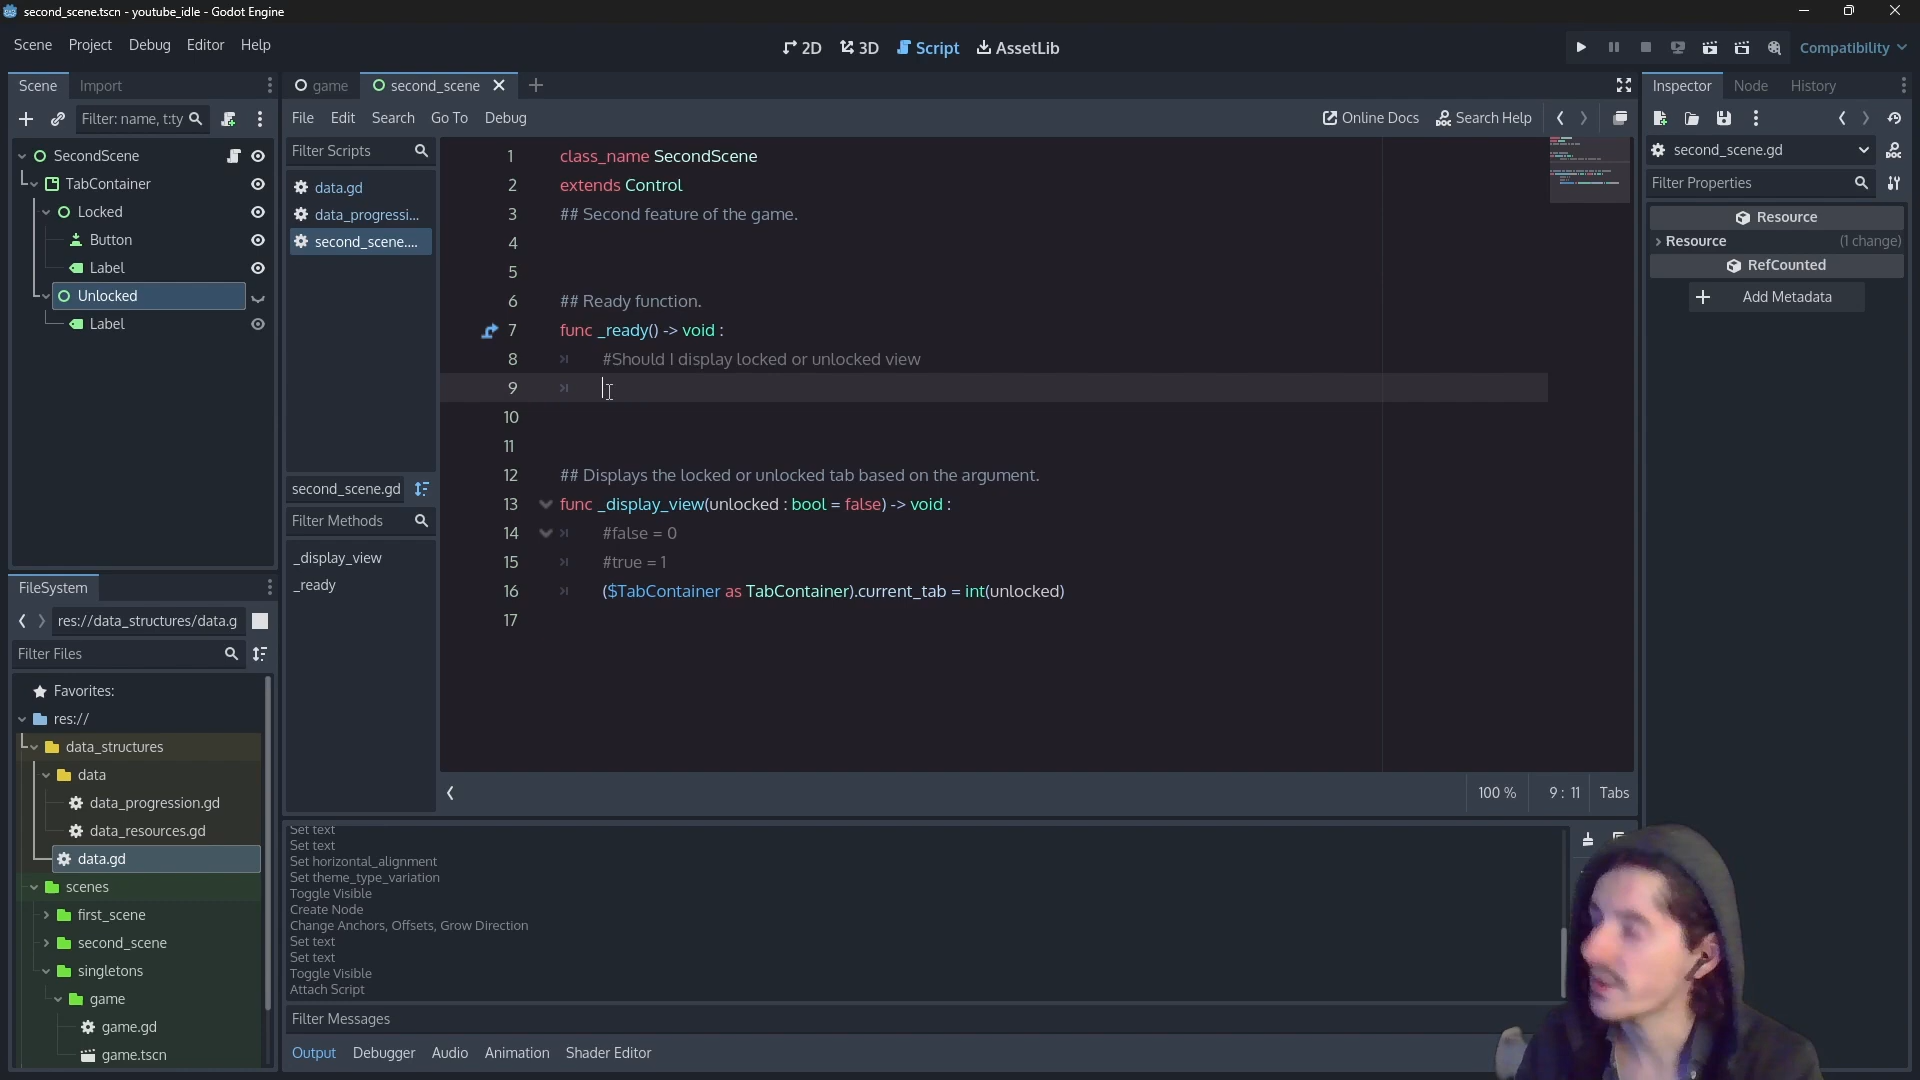 second_scene.tscn - youtube_idle - Godot Engine
Scene Project Debug Editor Help
2D 3D Script AssetLib
Compatibility
Scene Import
game second_scene
Inspector Node History
Filter: name, t:ty
File Edit Search Go To Debug
Online Docs Search Help
Filter Scripts
second_scene.gd
Filter Properties
SecondScene
TabContainer
Locked
Button
Label
Unlocked
Label
data.gd
data_progressi...
second_scene....
1 class_name SecondScene
2 extends Control
3 ## Second feature of the game.
4
5
6 ## Ready function.
7 func _ready() -> void :
8 #Should I display locked or unlocked view
9
10
11
12 ## Displays the locked or unlocked tab based on the argument.
13 func _display_view(unlocked : bool = false) -> void :
14 #false = 0
15 #true = 1
16 ($TabContainer as TabContainer).current_tab = int(unlocked)
17
Resource
Resource (1 change)
RefCounted
Add Metadata
second_scene.gd
Filter Methods
_display_view
_ready
100 % 9 : 11 Tabs
FileSystem
res://data_structures/data.g
Filter Files
Favorites:
res://
data_structures
data
data_progression.gd
data_resources.gd
data.gd
scenes
first_scene
second_scene
singletons
game
game.gd
game.tscn
Set text
Set text
Set horizontal_alignment
Set theme_type_variation
Toggle Visible
Create Node
Change Anchors, Offsets, Grow Direction
Set text
Set text
Toggle Visible
Attach Script
Filter Messages
Output Debugger Audio Animation Shader Editor